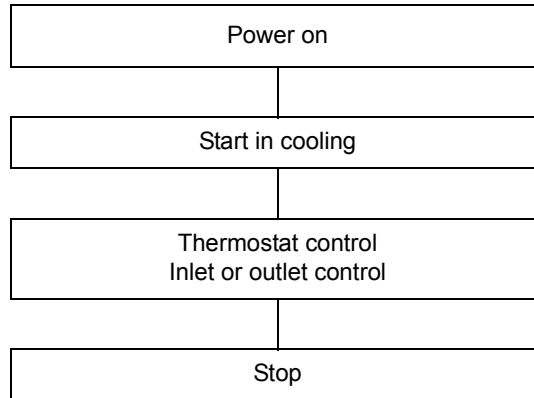 Power on
Start in cooling
Thermostat control
Inlet or outlet control
Stop